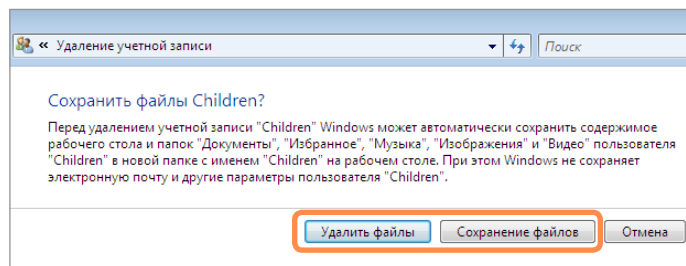 « Удаление учетной записи Поиск
Сохранить файлы Children?
Перед удалением учетной записи "Children" Windows может автоматически сохранить содержимое
рабочего стола и папок "Документы", "Избранное", "Музыка", "Изображения" и "Видео" пользователя
"Children" в новой папке с именем "Children" на рабочем столе. При этом Windows не сохраняет
электронную почту и другие параметры пользователя "Children".
Удалить файлы Сохранение файлов Отмена